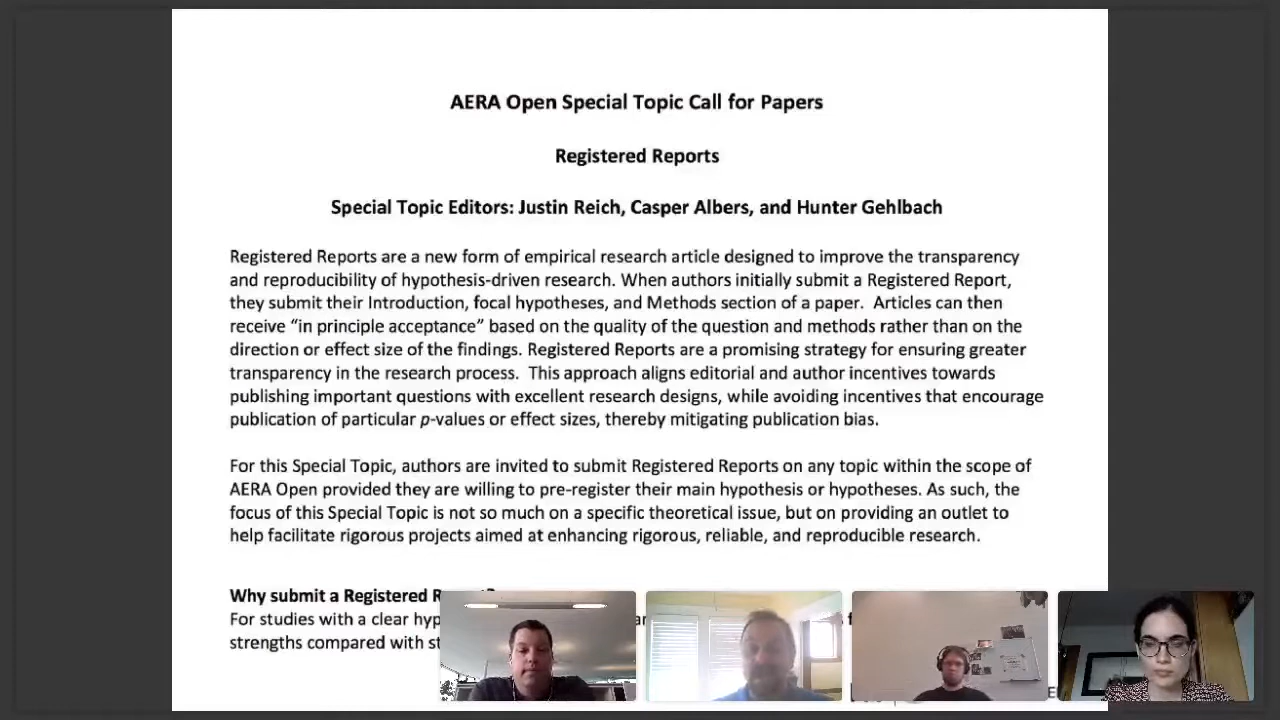 AERA Open Special Topic Call for Papers
Registered Reports
Special Topic Editors: Justin Reich, Casper Albers, and Hunter Gehlbach
Registered Reports are a new form of empirical research article designed to improve the transparency
and reproducibility of hypothesis-driven research. When authors initially submit a Registered Report,
they submit their Introduction, focal hypotheses, and Methods section of a paper.  Articles can then
receive “in principle acceptance” based on the quality of the question and methods rather than on the
direction or effect size of the findings. Registered Reports are a promising strategy for ensuring greater
transparency in the research process.  This approach aligns editorial and author incentives towards
publishing important questions with excellent research designs, while avoiding incentives that encourage
publication of particular p-values or effect sizes, thereby mitigating publication bias.
For this Special Topic, authors are invited to submit Registered Reports on any topic within the scope of
AERA Open provided they are willing to pre-register their main hypothesis or hypotheses. As such, the
focus of this Special Topic is not so much on a specific theoretical issue, but on providing an outlet to
help facilitate rigorous projects aimed at enhancing rigorous, reliable, and reproducible research.
Why submit a Registered
For studies with a clear
strengths compared with